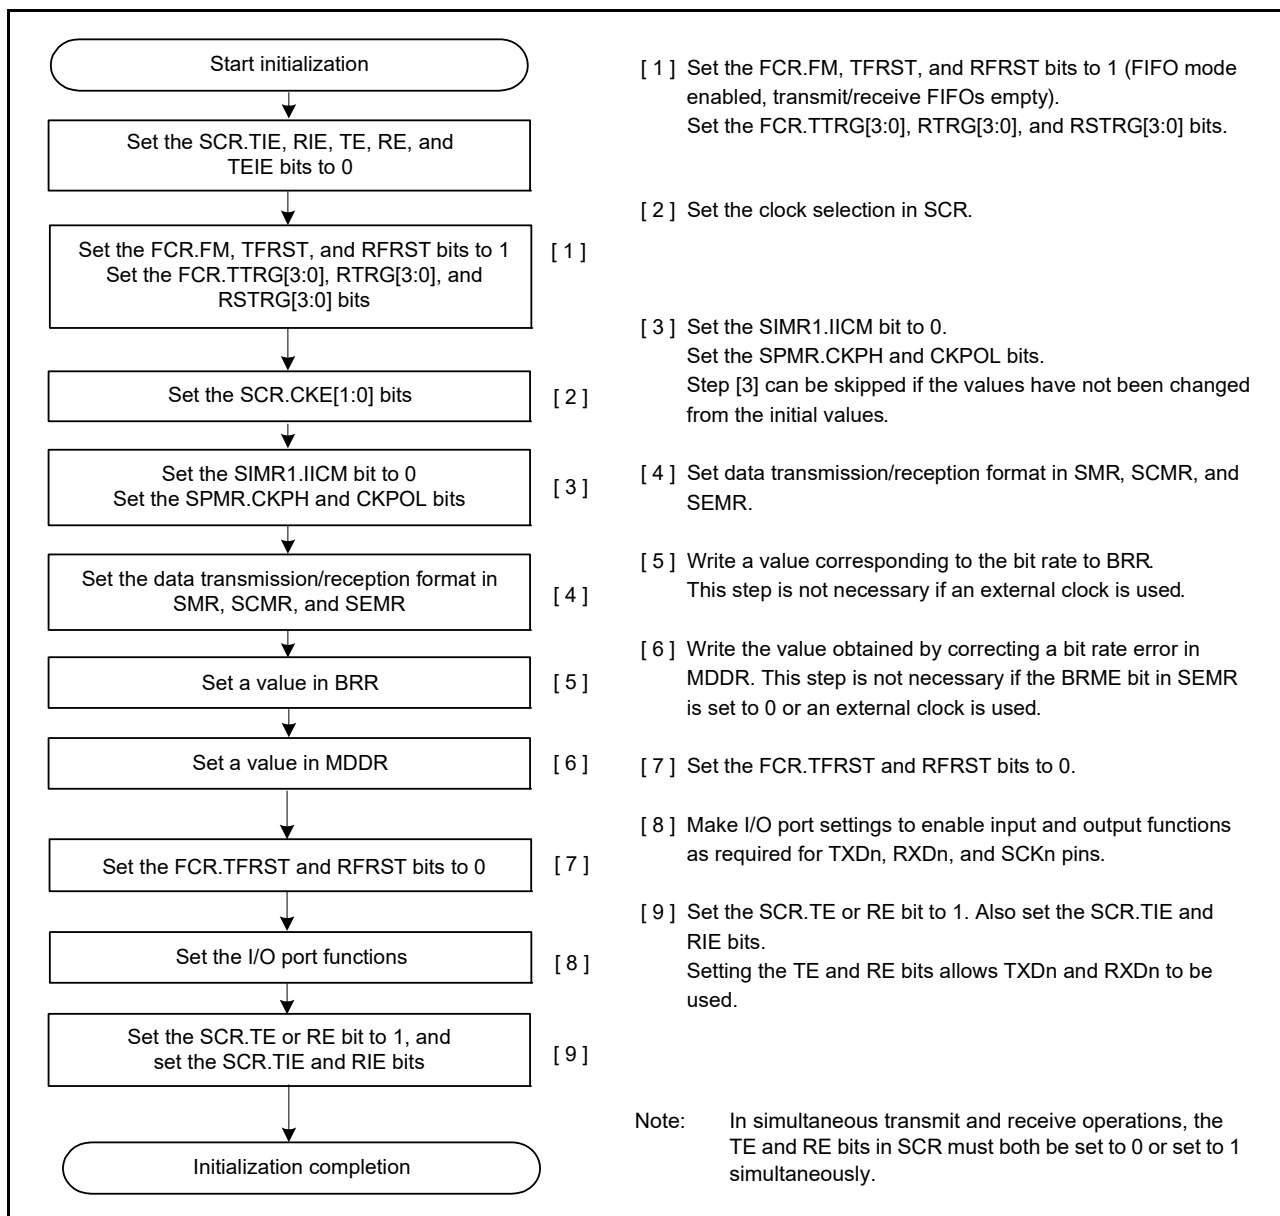 Start initialization
Set the SCR.TIE, RIE, TE, RE, and
TEIE bits to 0
Set the FCR.FM, TFRST, and RFRST bits to 1
Set the FCR.TTRG[3:0], RTRG[3:0], and
RSTRG[3:0] bits
[ 1 ]
Set the SCR.CKE[1:0] bits
[ 2 ]
Set the SIMR1.IICM bit to 0
Set the SPMR.CKPH and CKPOL bits
[ 3 ]
Set the data transmission/reception format in
SMR, SCMR, and SEMR
[ 4 ]
Set a value in BRR
[ 5 ]
Set a value in MDDR
[ 6 ]
Set the FCR.TFRST and RFRST bits to 0
[ 7 ]
Set the I/O port functions
[ 8 ]
Set the SCR.TE or RE bit to 1, and
set the SCR.TIE and RIE bits
[ 9 ]
Initialization completion
[ 1 ] Set the FCR.FM, TFRST, and RFRST bits to 1 (FIFO mode
enabled, transmit/receive FIFOs empty).
Set the FCR.TTRG[3:0], RTRG[3:0], and RSTRG[3:0] bits.
[ 2 ] Set the clock selection in SCR.
[ 3 ] Set the SIMR1.IICM bit to 0.
Set the SPMR.CKPH and CKPOL bits.
Step [3] can be skipped if the values have not been changed
from the initial values.
[ 4 ] Set data transmission/reception format in SMR, SCMR, and
SEMR.
[ 5 ] Write a value corresponding to the bit rate to BRR.
This step is not necessary if an external clock is used.
[ 6 ] Write the value obtained by correcting a bit rate error in
MDDR. This step is not necessary if the BRME bit in SEMR
is set to 0 or an external clock is used.
[ 7 ] Set the FCR.TFRST and RFRST bits to 0.
[ 8 ] Make I/O port settings to enable input and output functions
as required for TXDn, RXDn, and SCKn pins.
[ 9 ] Set the SCR.TE or RE bit to 1. Also set the SCR.TIE and
RIE bits.
Setting the TE and RE bits allows TXDn and RXDn to be
used.
Note: In simultaneous transmit and receive operations, the
TE and RE bits in SCR must both be set to 0 or set to 1
simultaneously.